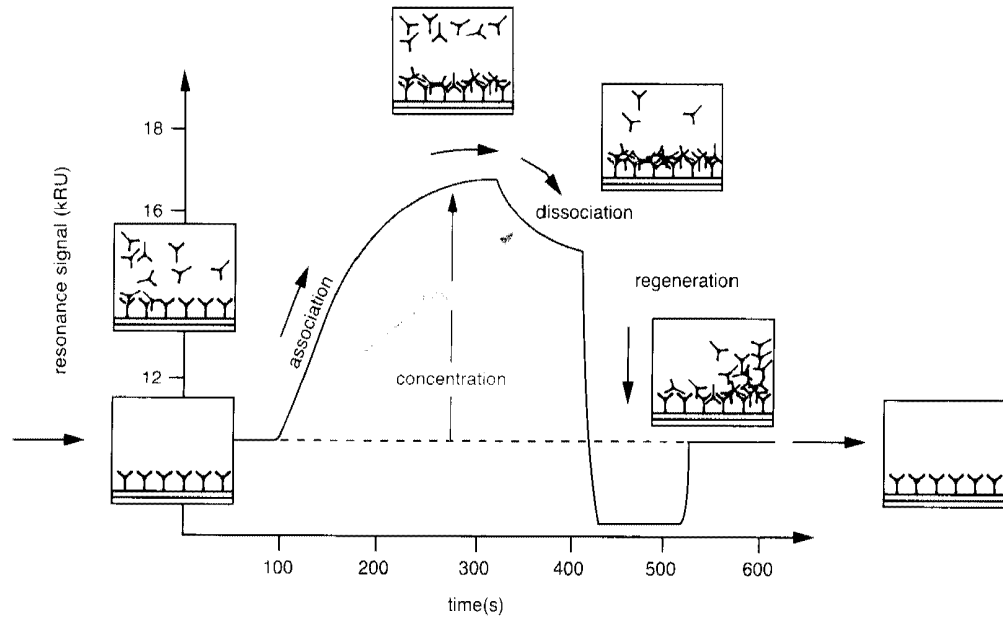 18
16
12
resonance signal (kRU)
association
concentration
dissociation
regeneration
100
200
300
400
500
600
time(s)